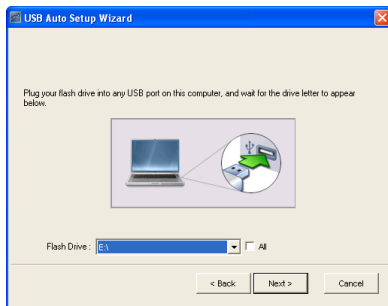 USB Auto Setup Wizard
Plug your flash drive into any USB port on this computer, and wait for the drive letter to appear
below.
Flash Drive : E:\ All
< Back Next > Cancel